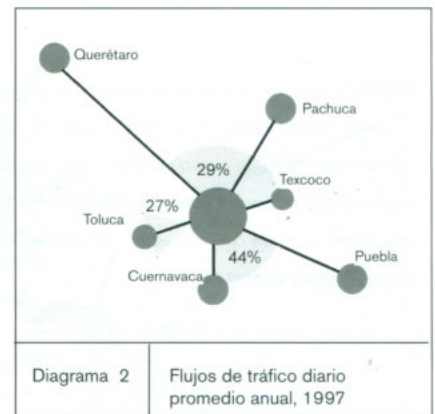 Querétaro
Pachuca
29%
Texcoco
27%
Toluca
44%
Puebla
Cuernavaca
Diagrama 2
Flujos de tráfico diario
promedio anual, 1997